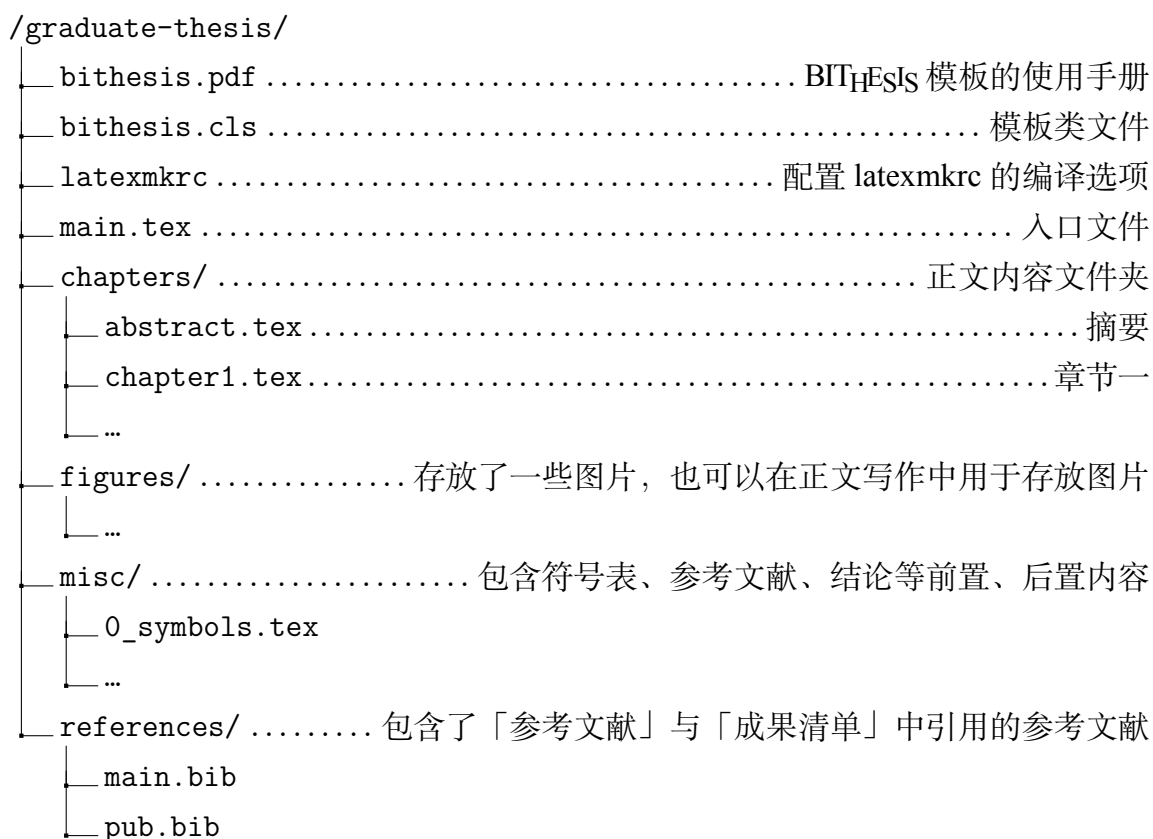 /graduate-thesis/
bithesis.pdf ..................................... BITHESIS 模板的使用手册
bithesis.cls .................................................. 模板类文件
latexmkrc ....................................... 配置 latexmkrc 的编译选项
main.tex ......................................................... 入口文件
chapters/ ................................................. 正文内容文件夹
abstract.tex ...................................................... 摘要
chapter1.tex .................................................... 章节一
…
figures/ ............... 存放了一些图片，也可以在正文写作中用于存放图片
…
misc/ ....................... 包含符号表、参考文献、结论等前置、后置内容
0_symbols.tex
…
references/ ......... 包含了「参考文献」与「成果清单」中引用的参考文献
main.bib
pub.bib